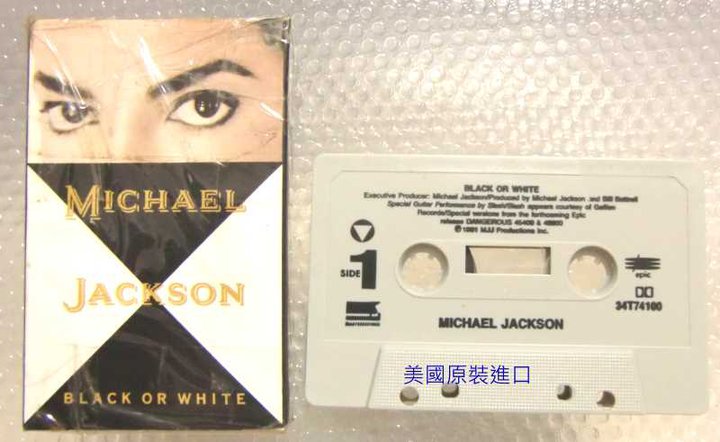 MICHAEL
JACKSON
BLACK OR WHITE
BLACK OR WHITE
Executive Producer: Michael Jackson/Produced by Michael Jackson and Bill Bottrell
Special Guitar Performance by Slash/Slash appears courtesy of Geffen
Records/Special versions from the forthcoming Epic
release DANGEROUS 45400 & 48900
©1991 MJJ Productions Inc.
SIDE 1
epic
34T74100
MICHAEL JACKSON
美國原裝進口